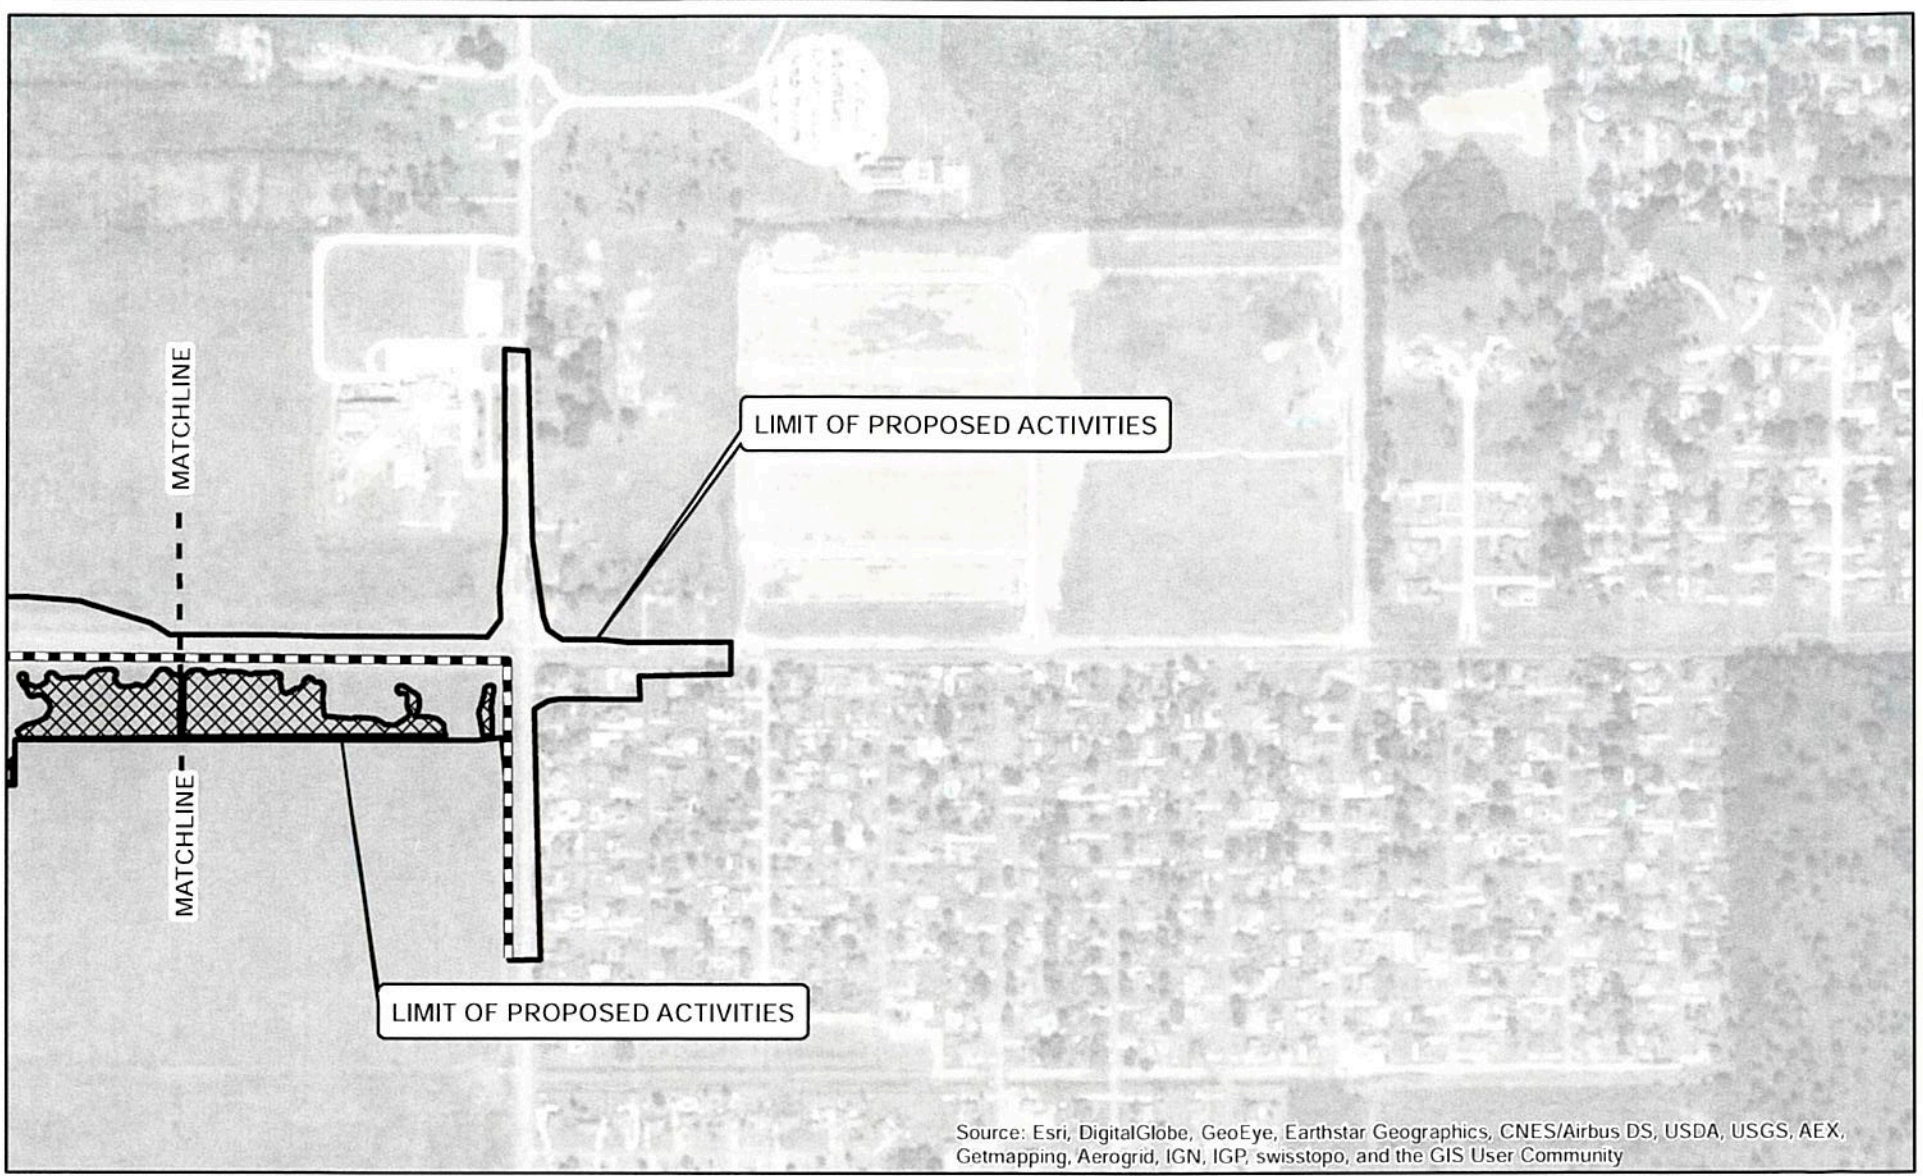 MATCHLINE
LIMIT OF PROPOSED ACTIVITIES
MATCHLINE
LIMIT OF PROPOSED ACTIVITIES
Source: Esri, DigitalGlobe, GeoEye, Earthstar Geographics, CNES/Airbus DS, USDA, USGS, AEX,
Getmapping, Aerogrid, IGN, IGP, swisstopo, and the GIS User Community